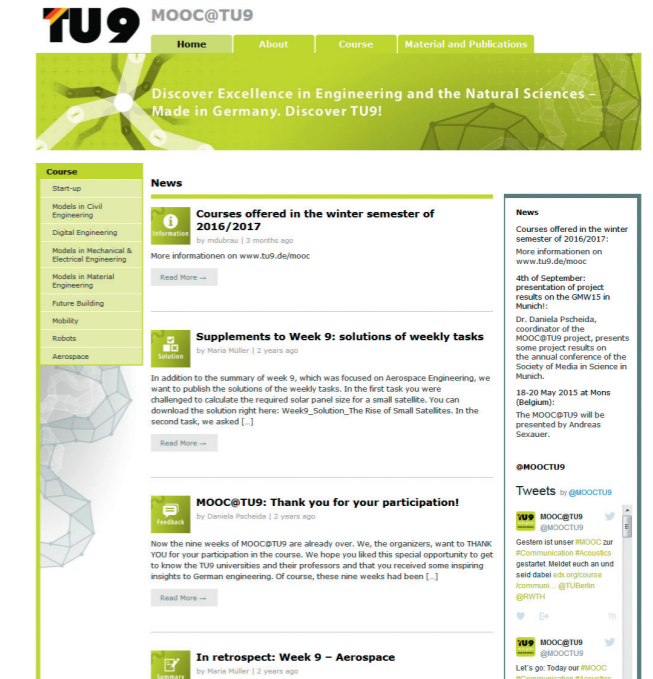 TU9
MOOC@TU9
Home
About
Course
Material and Publications
Discover Excellence in Engineering and the Natural Sciences –
Made in Germany. Discover TU9!
Course
Start-up
Models in Civil
Engineering
Digital Engineering
Models in Mechanical &
Electrical Engineering
Models in Material
Engineering
Future Building
Mobility
Robots
Aerospace
News
Information
Courses offered in the winter semester of
2016/2017
by mdubrau | 3 months ago
More informationen on www.tu9.de/mooc
Read More →
Solution
Supplements to Week 9: solutions of weekly tasks
by Maria Müller | 2 years ago
In addition to the summary of week 9, which was focused on Aerospace Engineering, we
want to publish the solutions of the weekly tasks. In the first task you were
challenged to calculate the required solar panel size for a small satellite. You can
download the solution right here: Week9_Solution_The Rise of Small Satellites. In the
second task, we asked [...]
Read More →
Feedback
MOOC@TU9: Thank you for your participation!
by Daniela Pscheida | 2 years ago
Now the nine weeks of MOOC@TU9 are already over. We, the organizers, want to THANK
YOU for your participation in the course. We hope you liked this special opportunity to get
to know the TU9 universities and their professors and that you received some inspiring
insights to German engineering. Of course, these nine weeks had been [...]
Read More →
Summary
In retrospect: Week 9 – Aerospace
by Maria Müller | 2 years ago
News
Courses offered in the winter
semester of 2016/2017:
More informationen on
www.tu9.de/mooc
4th of September:
presentation of project
results on the GMW15 in
Munich!:
Dr. Daniela Pscheida,
coordinator of the
MOOC@TU9 project, presents
some project results on
the annual conference of the
Society of Media in Science in
Munich.
18-20 May 2015 at Mons
(Belgium):
The MOOC@TU9 will be
presented by Andreas
Sexauer.
@MOOCTU9
Tweets by @MOOCTU9
TU9
MOOC@TU9
@MOOCTU9
Gestern ist unser #MOOC zur
#Communication #Acoustics
gestartet. Meldet euch an und
seid dabei edx.org/course
/communi... @TUBerlin
@RWTH
TU9
MOOC@TU9
@MOOCTU9
Let's go: Today our #MOOC
#Communication #Acoustics